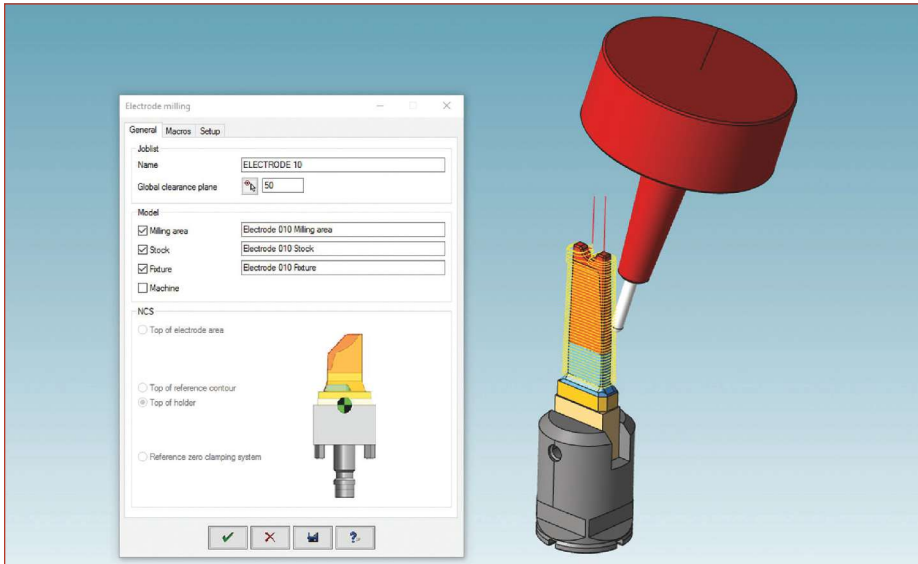 Electrode milling
General Macros Setup
Joblist
Name ELECTRODE 10
Global clearance plane 50
Model
Milling area Electrode 010 Milling area
Stock Electrode 010 Stock
Fixture Electrode 010 Fixture
Machine
NCS
Top of electrode area
Top of reference contour
Top of holder
Reference zero clamping system